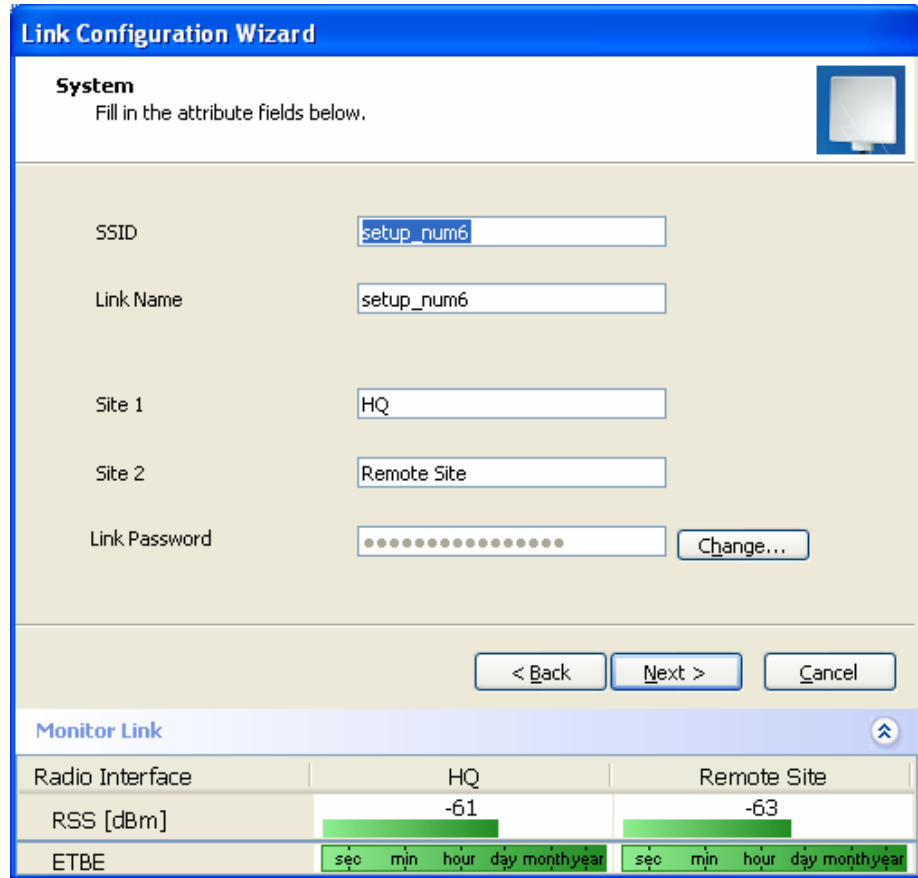 Link Configuration Wizard
System
Fill in the attribute fields below.
SSID setup_num6
Link Name setup_num6
Site 1 HQ
Site 2 Remote Site
Link Password ●●●●●●●●●●●●●●●● Change...
< Back Next > Cancel
Monitor Link
Radio Interface HQ Remote Site
RSS [dBm] -61 -63
ETBE sec min hour day month year sec min hour day month year